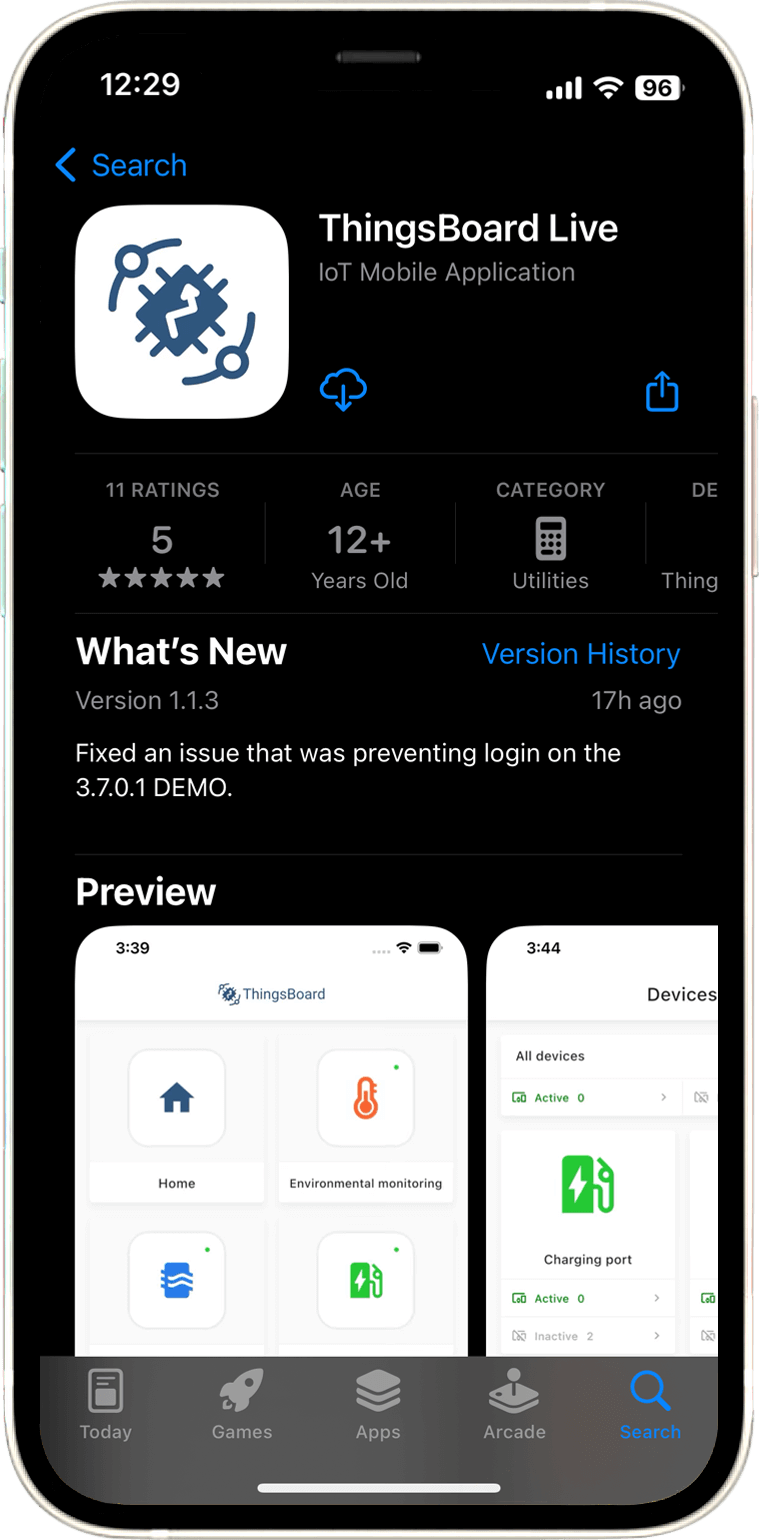 12:29
96
Search
ThingsBoard Live
IoT Mobile Application
11 RATINGS
AGE
CATEGORY
DE
5
12+
Years Old
Utilities
Thing
What's New
Version History
Version 1.1.3
17h ago
Fixed an issue that was preventing login on the
3.7.0.1 DEMO.
Preview
3:39
ThingsBoard
Home
Environmental monitoring
3:44
Devices
All devices
Active 0
Charging port
Active 0
Inactive 2
Today
Games
Apps
Arcade
Search